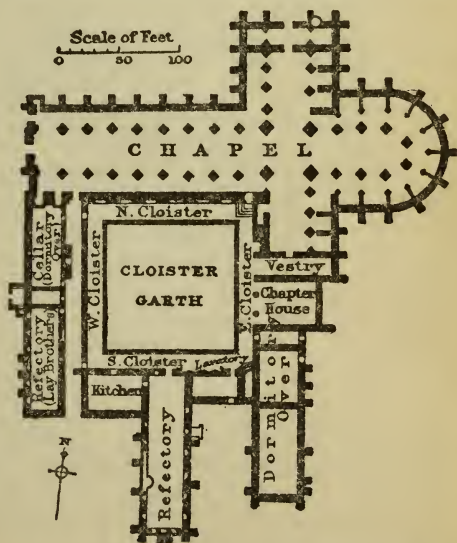 Scale of Feet
0 50 100
CHAPEL
N. Cloister
Cellar
(Dormitory
Over)
W. Cloister
CLOISTER
GARTH
E. Cloister
Vestry
Chapter
House
Refectory
(Lay Brothers)
S. Cloister
Lavatory
Kitchen
Refectory
Dormitory
Over
N